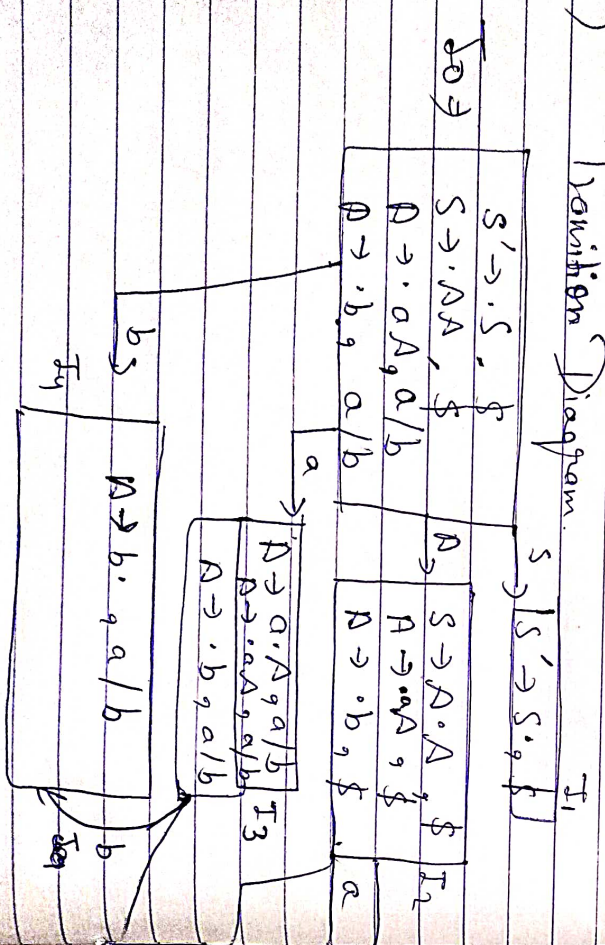 Transition Diagram.
I0 →
S' → .S, $
S → .AA, $
A → .aA, a/b
A → .b, a/b
S
S' → S., $
I1
A
S → A.A, $
A → .aA, $
A → .b, $
I2
a
a
A → a.A, a/b
A → .aA, a/b
A → .b, a/b
I3
b
I4
A → b., a/b
b